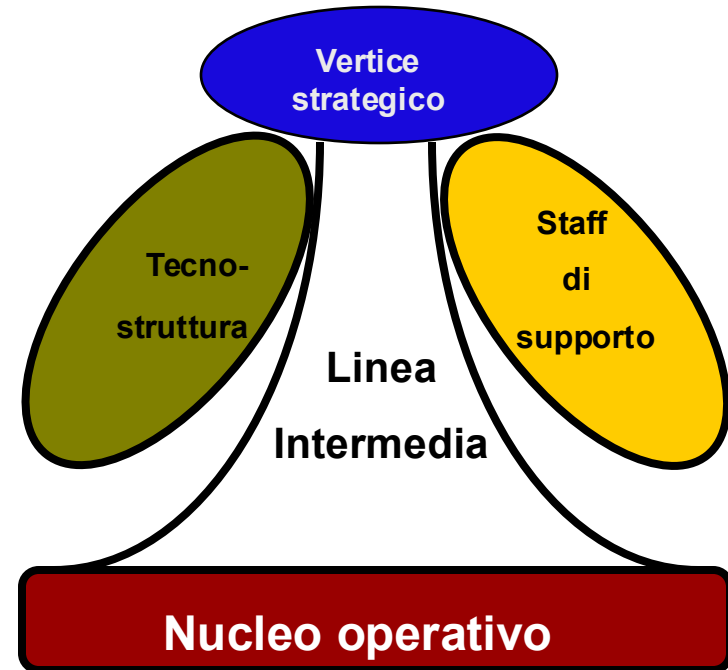 Vertice
strategico
Tecno-
struttura
Staff
di
supporto
Linea
Intermedia
Nucleo operativo